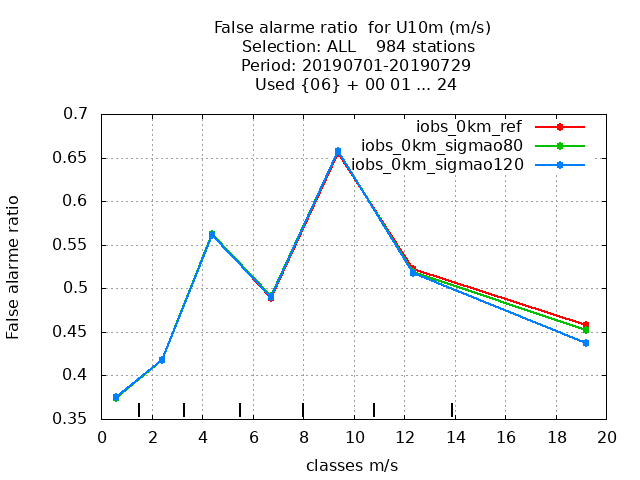 False alarme ratio  for U10m (m/s)
Selection: ALL    984 stations
Period: 20190701-20190729
Used {06} + 00 01 ... 24
iobs_0km_ref
iobs_0km_sigmao80
iobs_0km_sigmao120
0.7
0.65
0.6
0.55
0.5
0.45
0.4
0.35
False alarme ratio
0 2 4 6 8 10 12 14 16 18 20
classes m/s